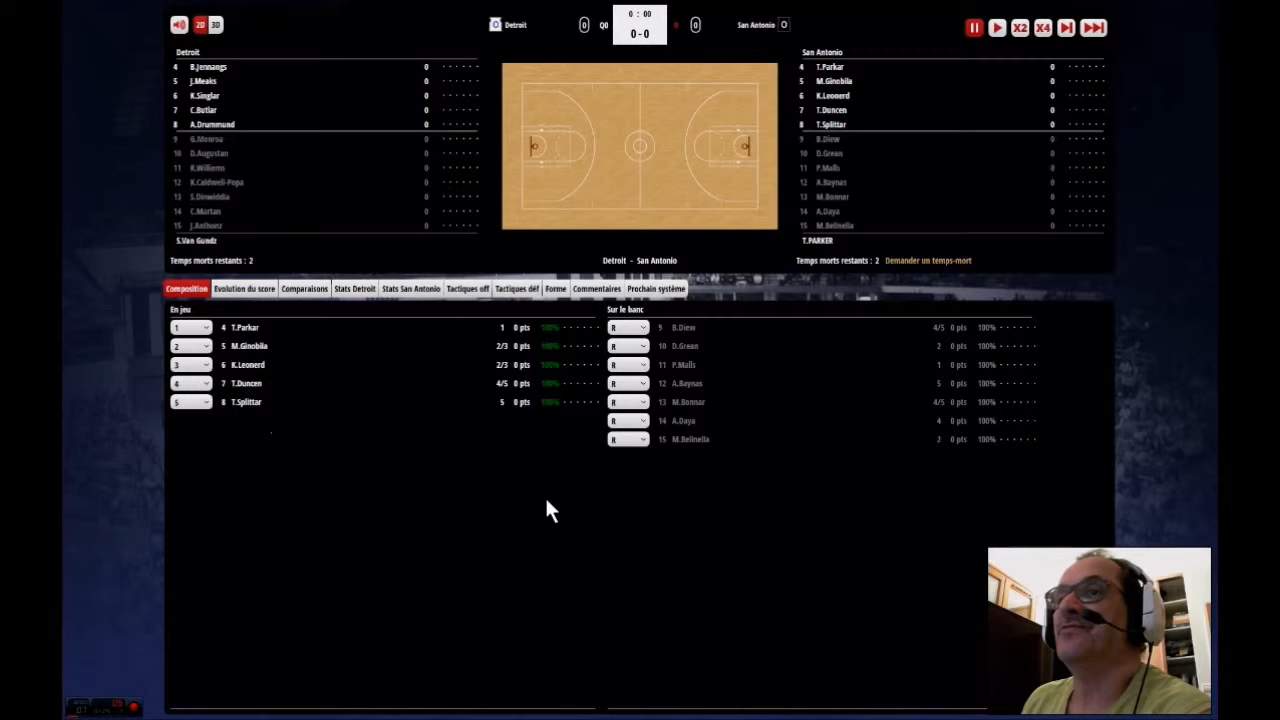 2D 3D
Detroit 0 Q0 0 : 00 0 - 0 0 San Antonio
X2 X4
Detroit
4 B.Jennangs 0
5 J.Meaks 0
6 K.Singlar 0
7 C.Butlar 0
8 A.Drummund 0
9 G.Monroa 0
10 D.Augustan 0
11 R.Williems 0
12 K.Caldwell-Popa 0
13 S.Dinwiddia 0
14 C.Martan 0
15 J.Anthonz 0
S.Van Gundz
Temps morts restants : 2
San Antonio
4 T.Parkar 0
5 M.Ginobila 0
6 K.Leonerd 0
7 T.Duncen 0
8 T.Splittar 0
9 B.Diew 0
10 D.Grean 0
11 P.Malls 0
12 A.Baynas 0
13 M.Bonnar 0
14 A.Daya 0
15 M.Belinella 0
T.PARKER
Temps morts restants : 2 Demander un temps-mort
Detroit - San Antonio
Composition Evolution du score Comparaisons Stats Detroit Stats San Antonio Tactiques off Tactiques déf Forme Commentaires Prochain système
En jeu
1 4 T.Parkar 1 0 pts 100%
2 5 M.Ginobila 2/3 0 pts 100%
3 6 K.Leonerd 2/3 0 pts 100%
4 7 T.Duncen 4/5 0 pts 100%
5 8 T.Splittar 5 0 pts 100%
Sur le banc
R 9 B.Diew 4/5 0 pts 100%
R 10 D.Grean 2 0 pts 100%
R 11 P.Malls 1 0 pts 100%
R 12 A.Baynas 5 0 pts 100%
R 13 M.Bonnar 4/5 0 pts 100%
R 14 A.Daya 4 0 pts 100%
R 15 M.Belinella 2 0 pts 100%